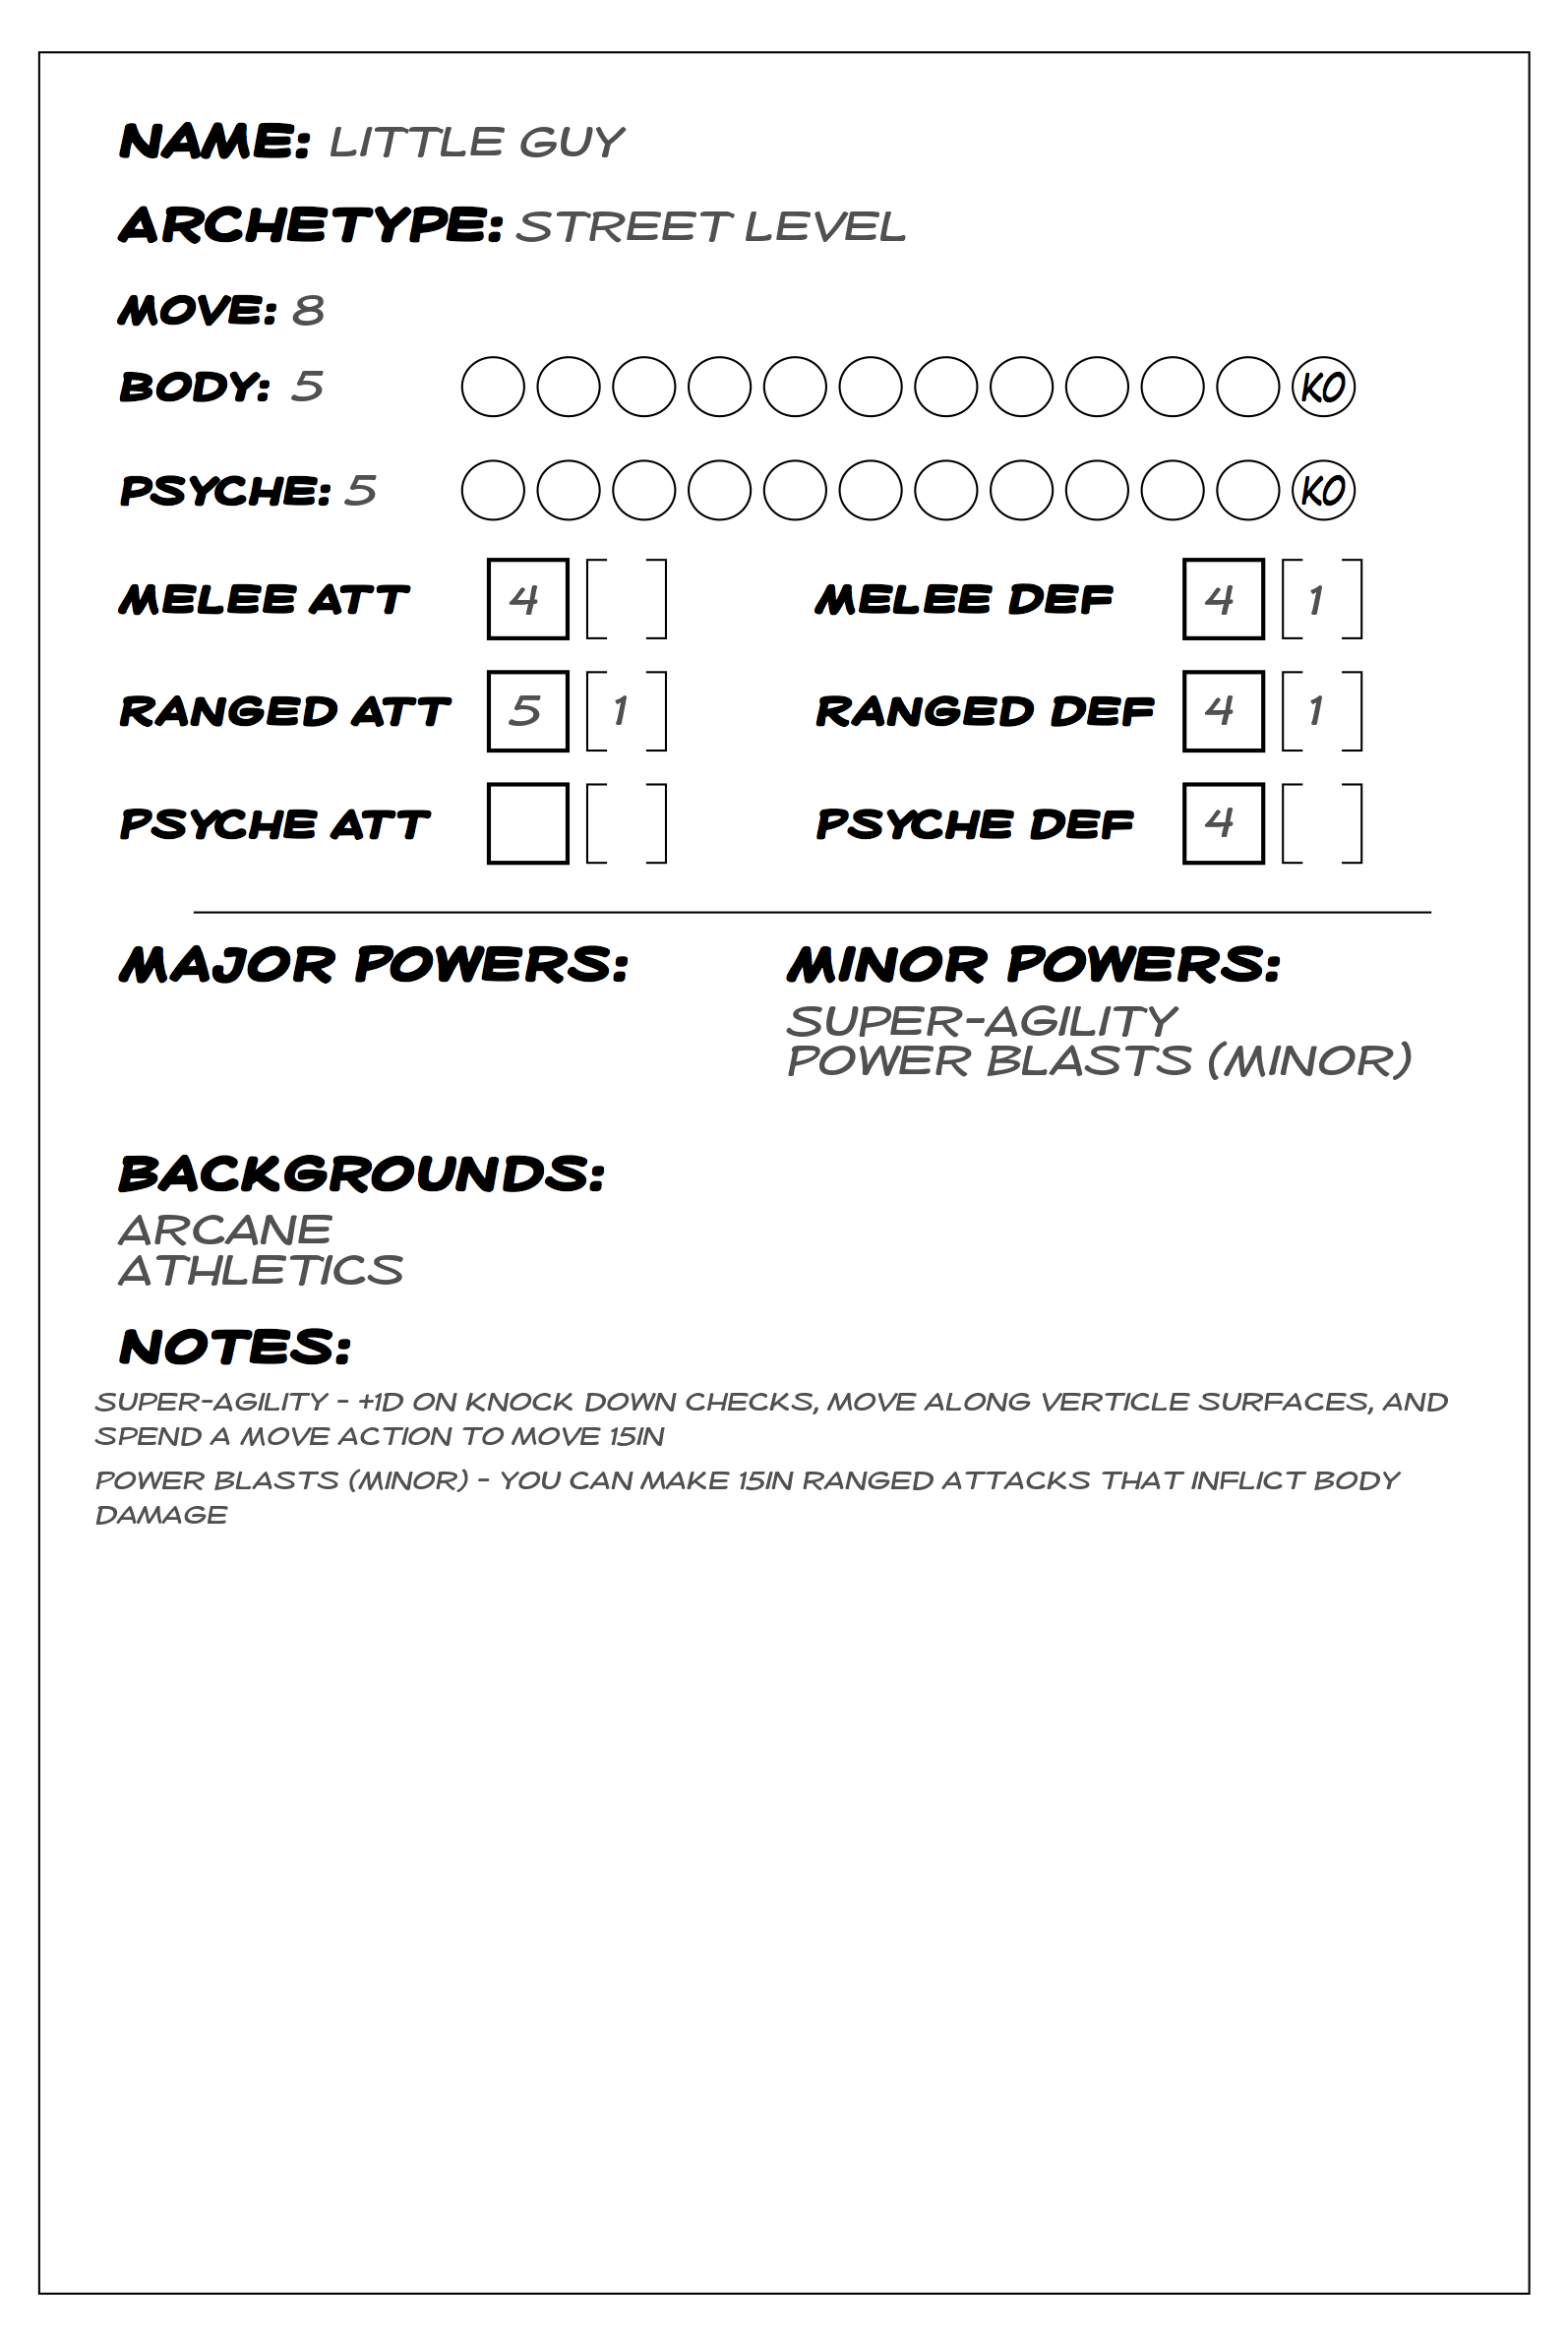 NAME: LITTLE GUY
ARCHETYPE: STREET LEVEL
MOVE: 8
BODY: 5 KO
PSYCHE: 5 KO
MELEE ATT 4 [ ] MELEE DEF 4 [ 1 ]
RANGED ATT 5 [ 1 ] RANGED DEF 4 [ 1 ]
PSYCHE ATT [ ] PSYCHE DEF 4 [ ]
MAJOR POWERS: MINOR POWERS:
SUPER-AGILITY
POWER BLASTS (MINOR)
BACKGROUNDS:
ARCANE
ATHLETICS
NOTES:
SUPER-AGILITY - +1D ON KNOCK DOWN CHECKS, MOVE ALONG VERTICLE SURFACES, AND
SPEND A MOVE ACTION TO MOVE 15IN
POWER BLASTS (MINOR) - YOU CAN MAKE 15IN RANGED ATTACKS THAT INFLICT BODY
DAMAGE